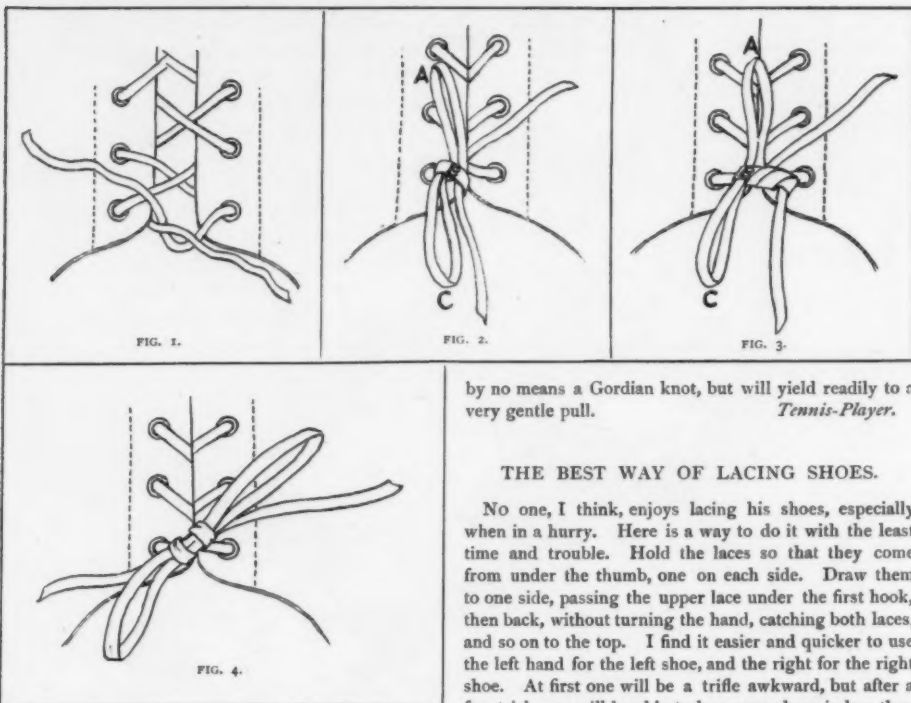 A
C
FIG. 1.
FIG. 2.
A
C
FIG. 3.
FIG. 4.
by no means a Gordian knot, but will yield readily to a
very gentle pull. Tennis-Player.
THE BEST WAY OF LACING SHOES.
No one, I think, enjoys lacing his shoes, especially
when in a hurry. Here is a way to do it with the least
time and trouble. Hold the laces so that they come
from under the thumb, one on each side. Draw them
to one side, passing the upper lace under the first hook,
then back, without turning the hand, catching both laces,
and so on to the top. I find it easier and quicker to use
the left hand for the left shoe, and the right for the right
shoe. At first one will be a trifle awkward, but after a